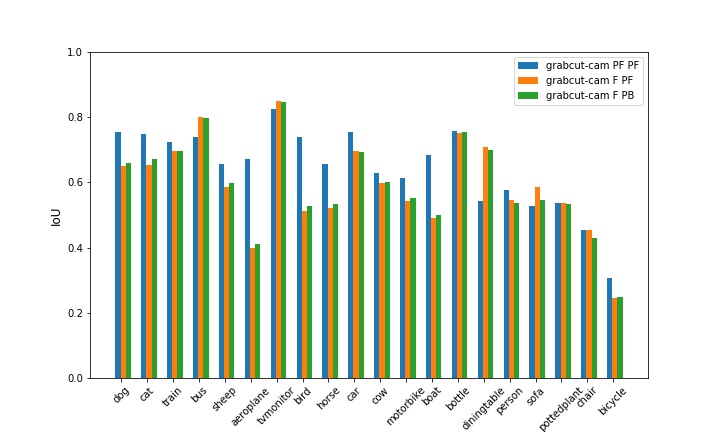 1.0
0.8
0.6
0.4
0.2
0.0
IoU
grabcut-cam PF PF
grabcut-cam F PF
grabcut-cam F PB
dog
cat
train
bus
sheep
aeroplane
tvmonitor
bird
horse
car
cow
motorbike
boat
bottle
diningtable
person
sofa
pottedplant
chair
bicycle